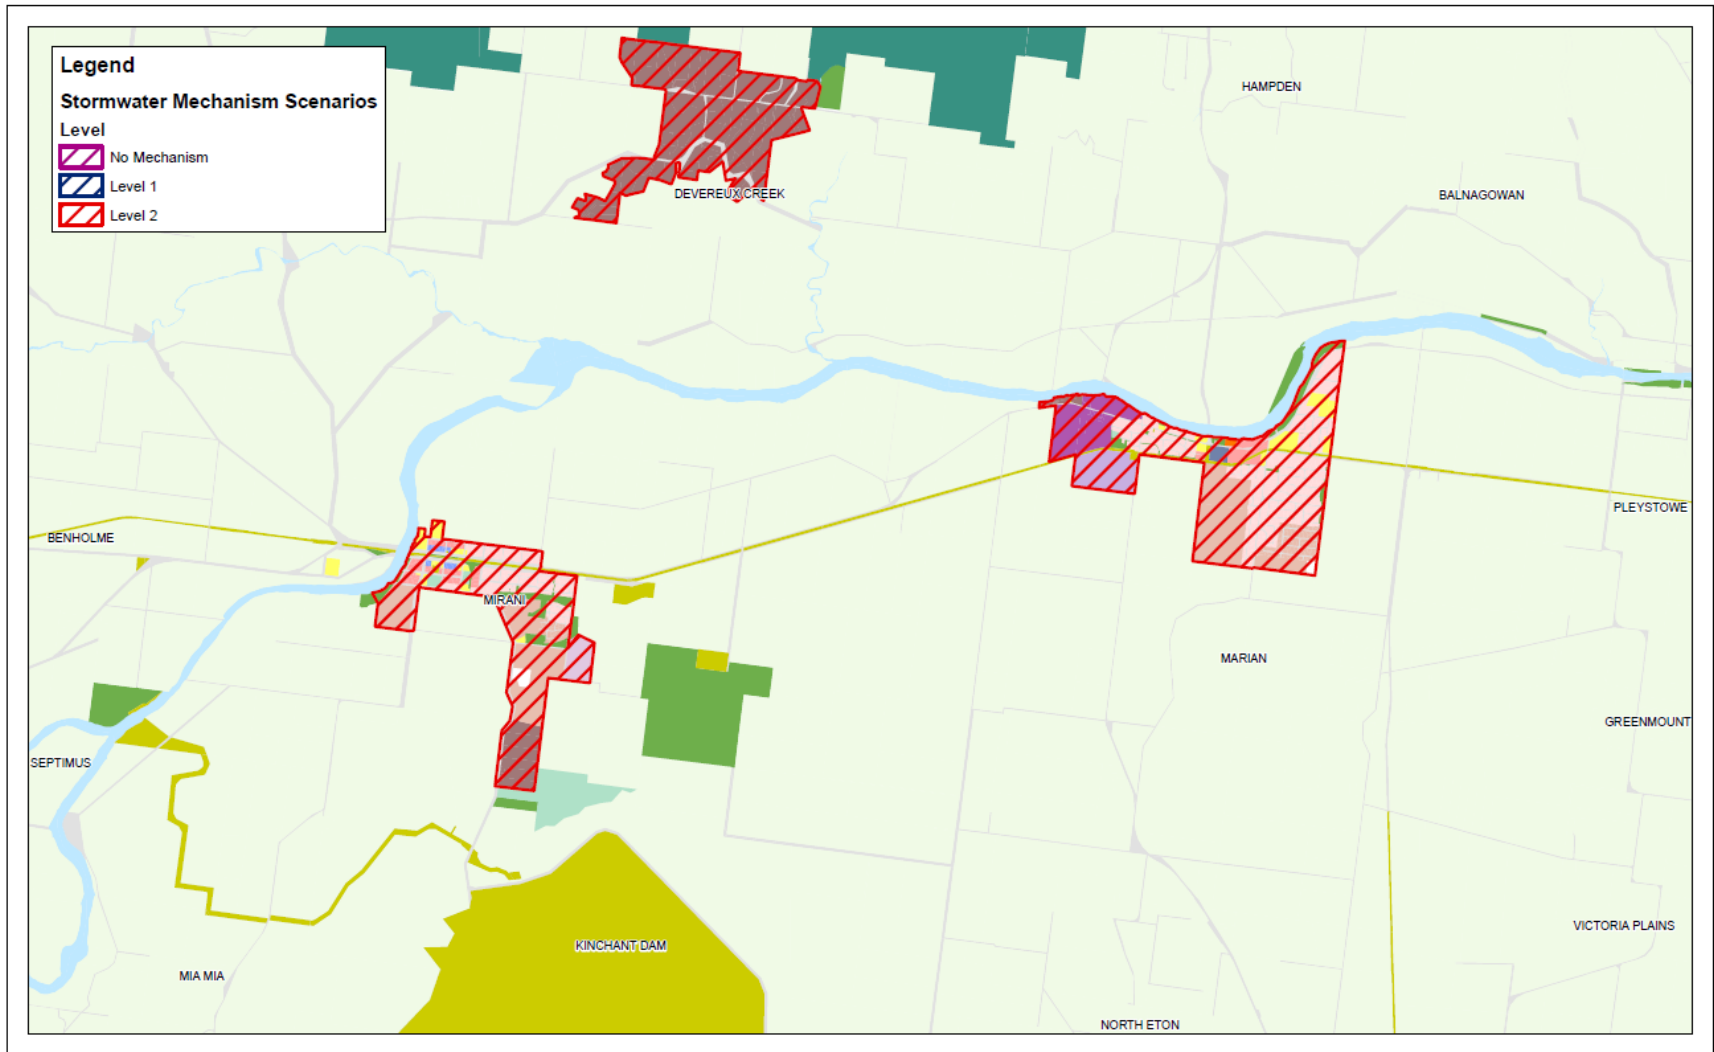 Legend
Stormwater Mechanism Scenarios
Level
No Mechanism
Level 1
Level 2
HAMPDEN
DEVEREUX CREEK
BALNAGOWAN
PLEYSTOWE
BENHOLME
MIRANI
MARIAN
GREENMOUNT
SEPTIMUS
VICTORIA PLAINS
KINCHANT DAM
MIA MIA
NORTH ETON